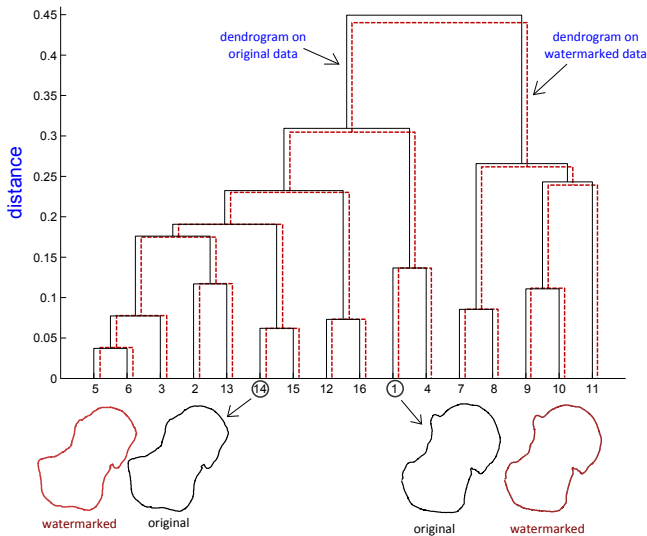 dendrogram on
original data
dendrogram on
watermarked data
distance
0.45
0.4
0.35
0.3
0.25
0.2
0.15
0.1
0.05
0
5 6 3 2 13 14 15 12 16 1 4 7 8 9 10 11
watermarked original original watermarked